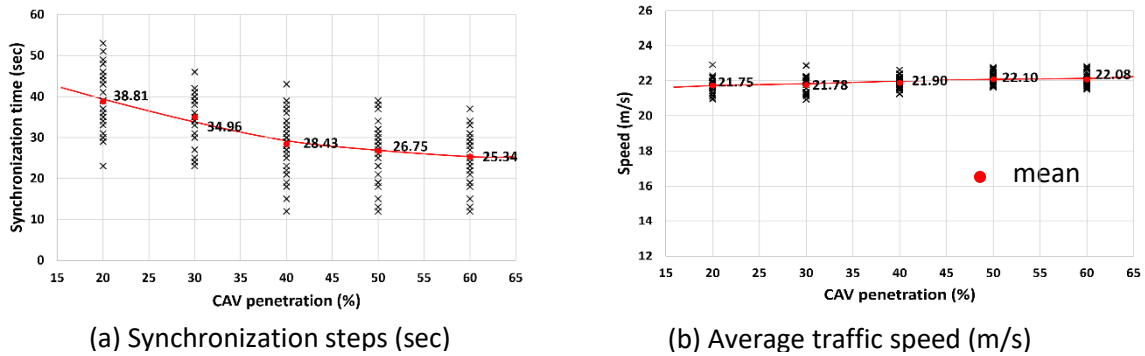 60
50
40
30
20
10
0
Synchronization time (sec)
38.81
34.96
28.43
26.75
25.34
15 20 25 30 35 40 45 50 55 60 65
CAV penetration (%)
(a) Synchronization steps (sec)
26
24
22
20
18
16
14
12
Speed (m/s)
21.75
21.78
21.90
22.10
22.08
mean
15 20 25 30 35 40 45 50 55 60 65
CAV penetration (%)
(b) Average traffic speed (m/s)